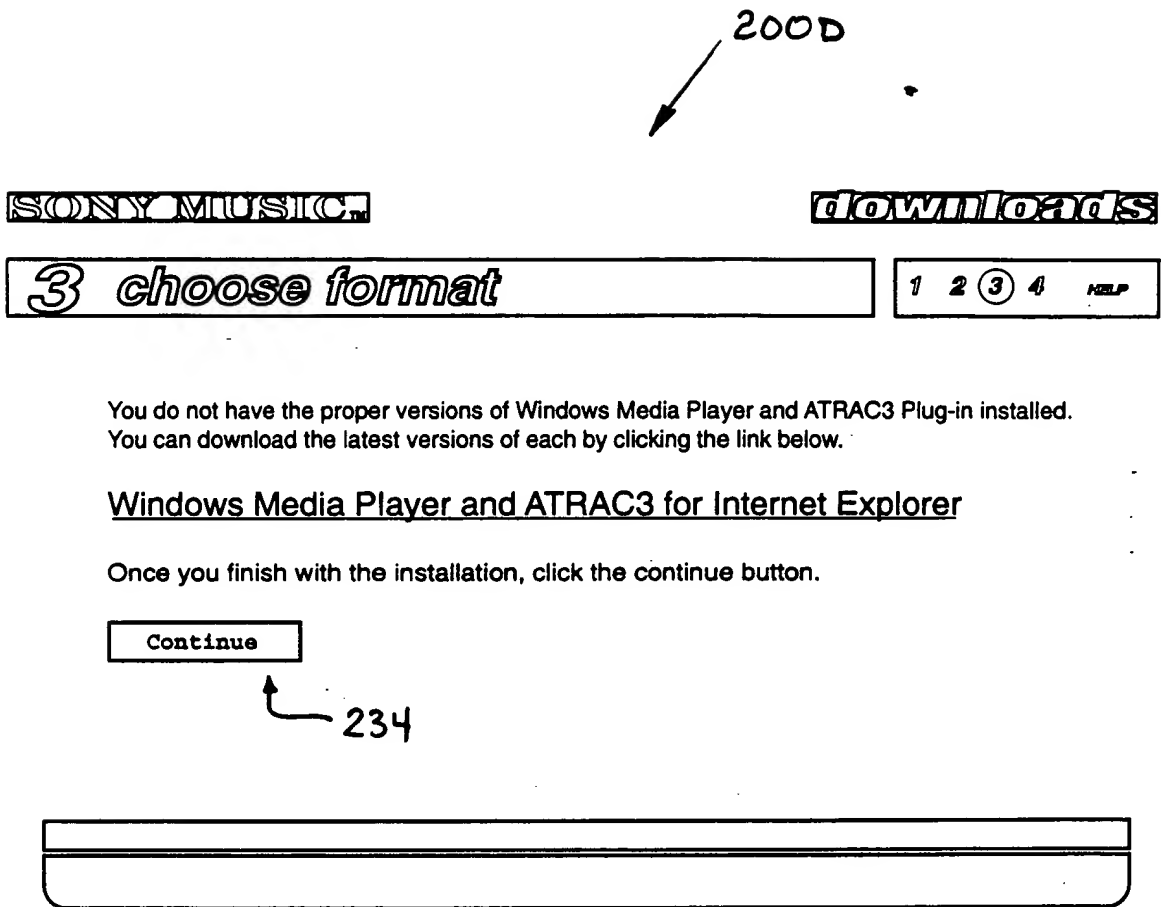 200D
SONY MUSIC™ downloads
3 choose format 1 2 3 4 HELP
You do not have the proper versions of Windows Media Player and ATRAC3 Plug-in installed.
You can download the latest versions of each by clicking the link below.
Windows Media Player and ATRAC3 for Internet Explorer
Once you finish with the installation, click the continue button.
Continue
234